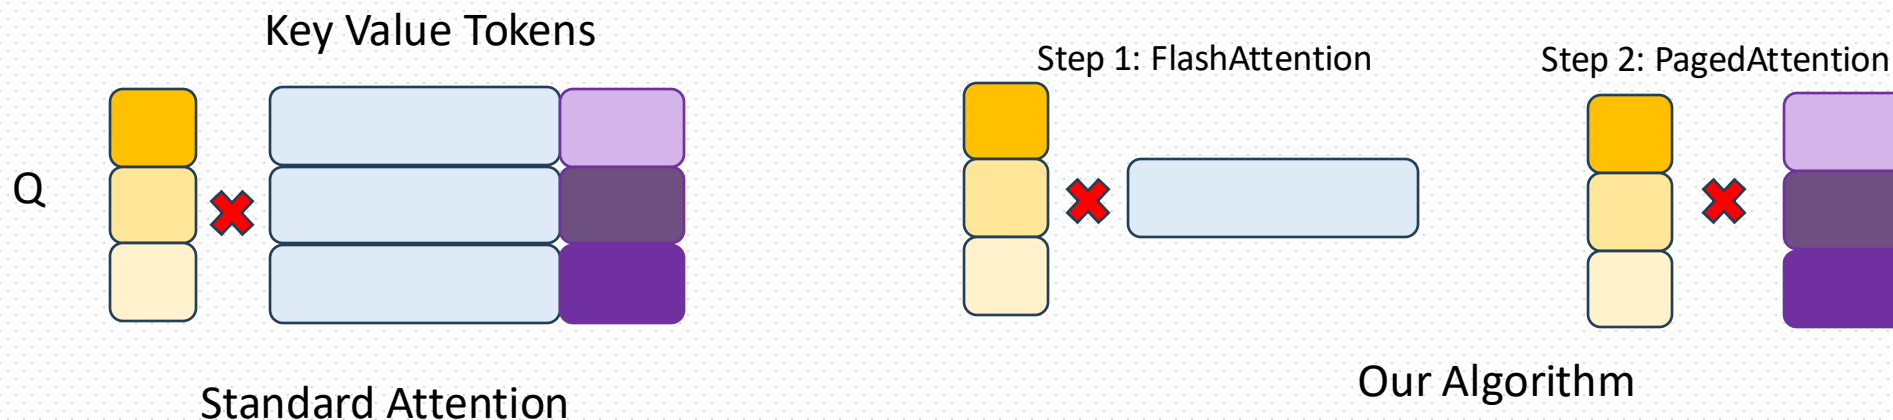 Key Value Tokens
Q
Standard Attention
Step 1: FlashAttention
Step 2: PagedAttention
Our Algorithm